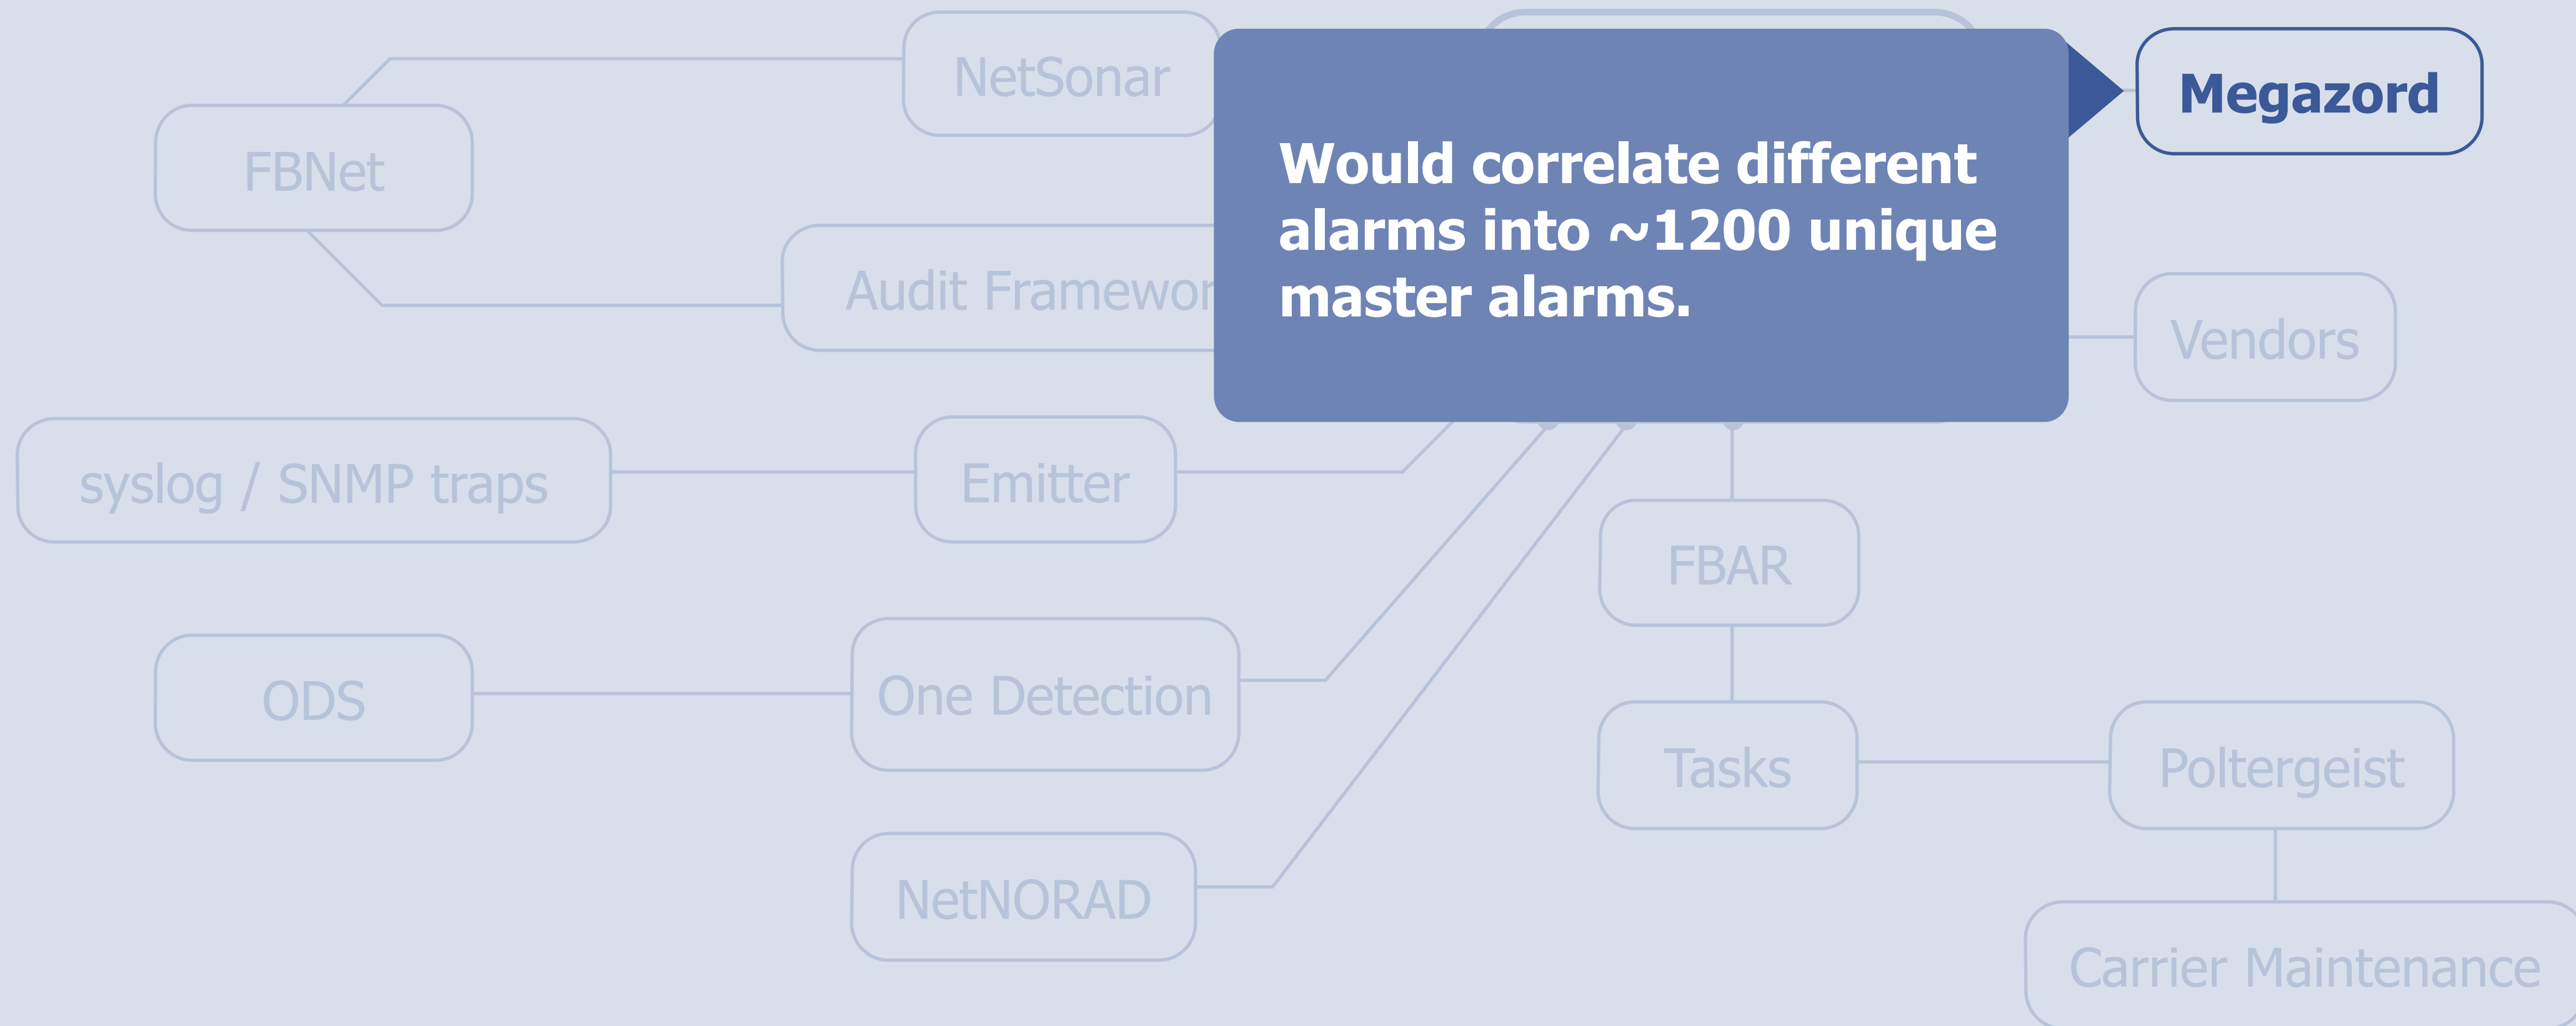 NetSonar
Megazord
FBNet
Would correlate different
alarms into ~1200 unique
master alarms.
Audit Framewor
Vendors
syslog / SNMP traps
Emitter
FBAR
ODS
One Detection
Tasks
Poltergeist
NetNORAD
Carrier Maintenance